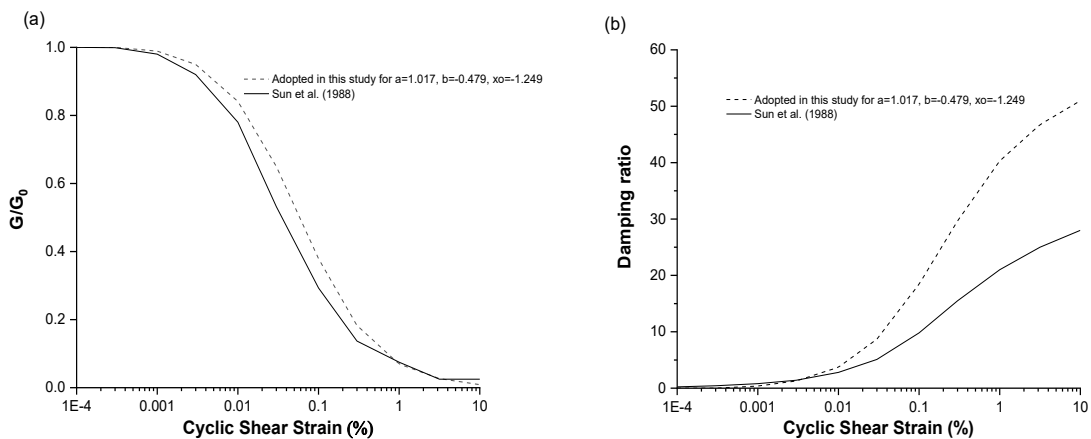 (a)
1.0
0.8
0.6
0.4
0.2
0.0
G/G0
1E-4
0.001
0.01
0.1
1
10
Cyclic Shear Strain (%)
Adopted in this study for a=1.017, b=-0.479, xo=-1.249
Sun et al. (1988)
(b)
60
50
40
30
20
10
0
Damping ratio
1E-4
0.001
0.01
0.1
1
10
Cyclic Shear Strain (%)
Adopted in this study for a=1.017, b=-0.479, xo=-1.249
Sun et al. (1988)